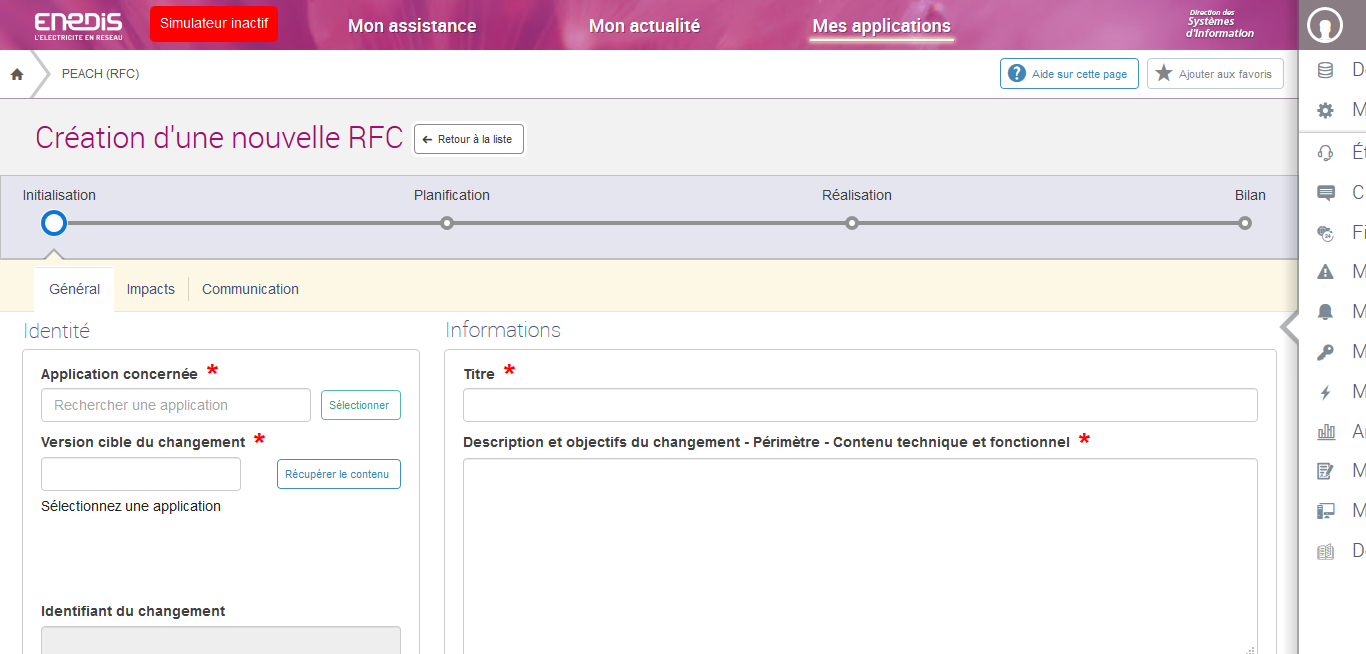 ENEDIS
L'ELECTRICITE EN RESEAU
Simulateur inactif
Mon assistance
Mon actualité
Mes applications
Direction des
Systèmes
d'Information
PEACH (RFC)
? Aide sur cette page
Ajouter aux favoris
Création d'une nouvelle RFC
Retour à la liste
Initialisation
Planification
Réalisation
Bilan
Général
Impacts
Communication
Identité
Application concernée *
Rechercher une application
Sélectionner
Version cible du changement *
Récupérer le contenu
Sélectionnez une application
Identifiant du changement
Informations
Titre *
Description et objectifs du changement - Périmètre - Contenu technique et fonctionnel *
M
M
M
M
M
M
M